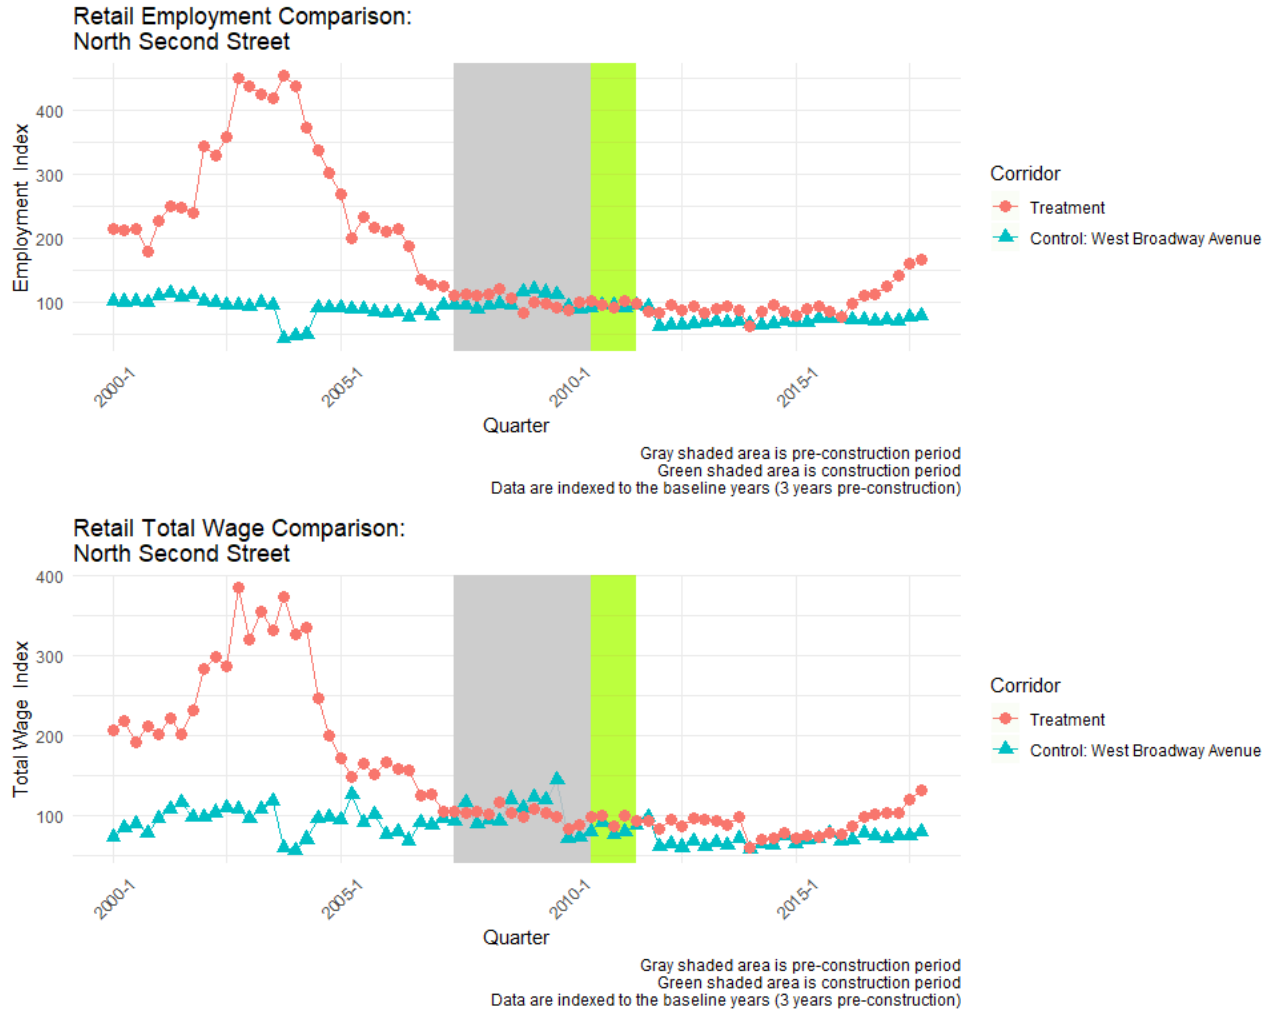 Retail Employment Comparison:
North Second Street
Employment Index
400
300
200
100
2000-1
2005-1
2010-1
2015-1
Quarter
Corridor
Treatment
Control: West Broadway Avenue
Gray shaded area is pre-construction period
Green shaded area is construction period
Data are indexed to the baseline years (3 years pre-construction)
Retail Total Wage Comparison:
North Second Street
Total Wage Index
400
300
200
100
2000-1
2005-1
2010-1
2015-1
Quarter
Corridor
Treatment
Control: West Broadway Avenue
Gray shaded area is pre-construction period
Green shaded area is construction period
Data are indexed to the baseline years (3 years pre-construction)